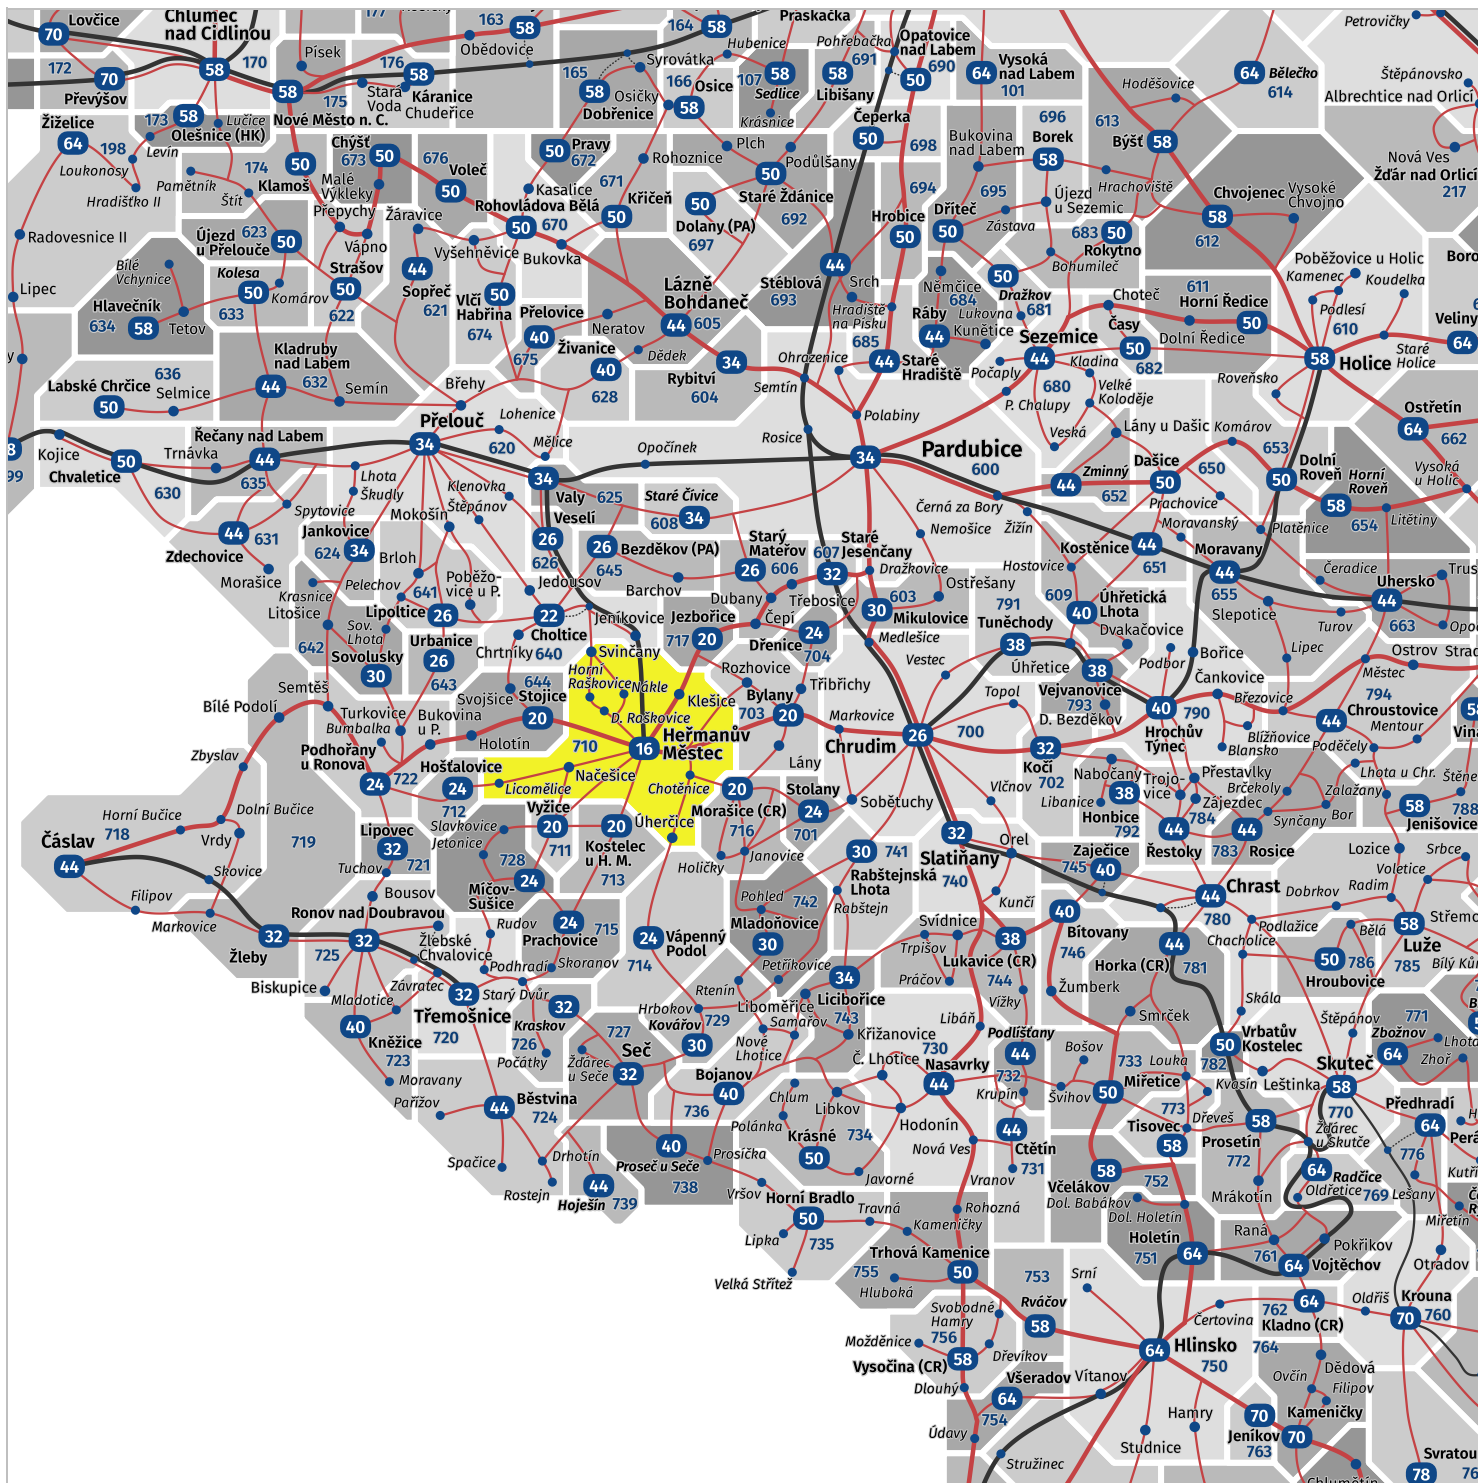 Lovčice
Chlumec
nad Cidlinou
177
163
58
164
58
Praskačka
Opatovice
nad Labem
Petrovičky
70
170
Písek
Obědovice
Hubenice
Pohřebačka
691
690
Vysoká
nad Labem
101
64
Hoděšovice
64
Bělečko
614
Štěpánovsko
Albrechtice nad Orlicí
172
70
Převýšov
58
58
175
176
58
Stará
Voda
Káranice
Chudeřice
165
Syrovátka
166
58
Osičky
Dobřenice
58
Osice
107
58
Sedlice
Krásnice
58
Libišany
50
Žiželice
64
173
58
Olešnice (HK)
Lučice
Nové Město n. C.
Levín
198
Loukonosy
Hradišťko II
Pamětník
174
Štít
50
Klamoš
Chýšť
673
50
Malé
Výkleky
Přepychy
676
Voleč
50
50
Pravy
672
Kasalice
Rohovládova Bělá
670
50
671
Rohoznice
Křičeň
50
Plch
Podůlšany
50
Staré Ždánice
692
50
Dolany (PA)
697
Čeperka
50
698
694
Bukovina
nad Labem
696
Borek
58
613
Býšť
58
695
Újezd
u Sezemic
Hrachoviště
Chvojenec
58
612
Vysoké
Chvojno
Nová Ves
Žďár nad Orlicí
217
Radovesnice II
Lipec
Bílé
Vchynice
Hlavečník
634
58
Tetov
Újezd
u Přelouče
623
50
Kolesa
50
633
Komárov
Strašov
50
622
Vápno
Žáravice
44
Sopřeč
621
Vyšehněvice
50
Vlčí
Habřina
674
Bukovka
Přelovice
40
675
Neratov
Živanice
40
628
Dědek
Lázně
Bohdaneč
44
605
34
Rybitví
604
Stéblová
693
44
Srch
Hradiště
na Písku
685
Ohrazenice
Semtín
44
Staré
Hradiště
Hrobice
50
Dříteč
50
Zástava
Němčice
684
Ráby
44
Kunětice
Lukovna
50
Dražkov
681
683
50
Rokytno
Bohumileč
Choteč
Sezemice
44
Časy
50
682
Kladina
Počaply
680
P. Chalupy
Velké
Koloděje
Veská
611
Horní Ředice
50
Dolní Ředice
Poběžovice u Holic
Kamenec
Koudelka
Podlesí
610
58
Holice
Staré
Holice
64
Roveňsko
Ostřetín
64
662
Vysoká
u Holic
Labské Chrčice
636
Selmice
50
Kladruby
nad Labem
44
632
Semín
Břehy
Přelouč
34
Lohenice
620
Mělice
34
Opočínek
Rosice
Polabiny
34
Pardubice
600
Kojice
50
Chvaletice
Řečany nad Labem
Trnávka
44
630
635
Lhota
Škudly
Spytovice
44
631
Zdechovice
Morašice
Jankovice
624
34
Brloh
Mokošín
Klenovka
Štěpánov
26
626
Valy
Veselí
625
Staré Čívice
608
34
26
Bezděkov (PA)
645
Barchov
Starý
Mateřov
26
606
Dubany
607
32
Třebosice
Staré
Jesenčany
Dražkovice
603
30
Mikulovice
Medlešice
Nemošice
Černá za Bory
Žižín
Ostřešany
44
Zminný
652
Dašice
50
650
Lány u Dašic
Komárov
653
Prachovice
Moravanský
Kostěnice
44
651
Hostovice
609
40
Úhřetická
Lhota
Dolní
Roveň
50
Horní
Roveň
58
654
Litětiny
Platěnice
Moravany
44
655
Čeradice
Uhersko
44
663
Slepotice
Turov
Lipec
Městec
Ostrov
Krasnice
Litošice
642
Pelechov
641
Lipoltice
26
Sov.
Lhota
Sovolusky
30
Poběžo-
vice u P.
Urbanice
26
643
Jedousov
22
Choltice
640
Chrtníky
Jeníkovice
Svinčany
Horní
Raškovice
Nákle
D. Raškovice
Jezbořice
717
20
Čepí
24
Dřenice
704
Rozhovice
Klešice
Bylany
703
20
Třibřichy
Markovice
Lány
Vestec
Topol
Chrudim
26
700
791
Tuněchody
38
Úhřetice
38
Vejvanovice
793
D. Bezděkov
Dvakačovice
Podbor
Bořice
Čankovice
40
790
Hrochův
Týnec
Březovice
Blížňovice
Blansko
794
44
Chroustovice
Mentour
Poděčely
Lhota u Chr.
Semtěš
Bílé Podolí
Zbyslav
Turkovice
Bumbalka
Podhořany
u Ronova
24
722
Svojšice
644
Stojice
20
Bukovina
u P.
Holotín
Hošťalovice
24
712
710
16
Heřmanův
Městec
Načešice
Licomělice
Chotěnice
20
Morašice (CR)
716
Stolany
24
701
Sobětuchy
Vlčnov
32
Kočí
702
Nabočany
Libanice
38
Honbice
792
Trojo-
vice
Přestavlky
784
Zájezdec
44
Řestoky
44
783
Rosice
Brčekoly
Synčany
Bor
Zalažany
58
Jenišovice
788
Horní Bučice
718
Dolní Bučice
Vrdy
Čáslav
44
719
Skovice
Filipov
Markovice
Lipovec
32
721
Tuchov
Bousov
Slavkovice
Jetonice
728
24
Míčov-
Sušice
Vyžice
20
711
20
Kostelec
u H. M.
713
Úherčice
Holičky
Janovice
30
Rabštejnská
Lhota
741
Rabštejn
32
Slatiňany
740
Orel
Kunčí
Zaječice
745
40
44
Chrast
780
Podlažice
Chacholice
Lozice
Srbce
Voletice
Radim
Dobrkov
58
Luže
785
Bělá
786
50
Hroubovice
32
Žleby
Ronov nad Doubravou
32
725
Biskupice
Mladotice
40
Kněžice
723
Moravany
Pařížov
Žlebské
Chvalovice
Závratec
32
Třemošnice
720
Starý Dvůr
Podhradí
Rudov
24
Prachovice
Skoranov
715
714
24
Vápenný
Podol
Pohled
Mladoňovice
30
742
Petříkovice
34
Licibořice
743
Křižanovice
Svídnice
Trpišov
Práčov
38
Lukavice (CR)
744
Vížky
40
Bítovany
746
Žumberk
44
Horka (CR)
781
Smrček
Skála
50
Vrbatův
Kostelec
782
Štěpánov
771
Zbožnov
64
Zhoř
32
Kraskov
726
Počátky
Žďárec
u Seče
727
Seč
32
Hrbokov
Kovářov
30
Rtenín
729
Liboměřice
Samařov
Nové
Lhotice
Bojanov
40
736
Chlum
Polánka
Libkov
Krásné
50
734
Javorné
Č. Lhotice
730
Nasavrky
44
Libáň
Hodonín
Nová Ves
Podlíšťany
44
732
Krupín
44
Ctětín
731
Vranov
Bošov
Švihov
733
Louka
50
Miřetice
773
Dřeveš
Kvasín
Leštinka
Skuteč
58
770
Předhradí
64
44
Běstvina
724
Spačice
Drhotín
Rostejn
44
Hoješín
739
40
Proseč u Seče
738
Prosíčka
Vršov
Horní Bradlo
50
735
Lipka
Velká Střítež
Travná
Kameničky
Rohozná
Trhová Kamenice
50
755
Hluboká
58
Včelákov
Dol. Babákov
Tisovec
58
752
58
Prosetín
772
Mrákotín
Žďárec
u Skutče
64
Radčice
769
Oldřetice
776
Lešany
Miřetín
Dol. Holetín
Holetín
751
64
Raná
761
Pokřikov
64
Vojtěchov
Otradov
Svobodné
Hamry
756
Možděnice
58
Vysočina (CR)
Dřevíkov
Dlouhý
753
Rváčov
58
Srní
64
Hlinsko
750
Čertovina
762
64
Kladno (CR)
Oldřiš
70
Krouna
760
Všeradov
64
754
Údavy
Vítanov
Stružinec
Studnice
Hamry
764
Ovčín
Dědová
Filipov
Kameničky
70
70
Jeníkov
763
78